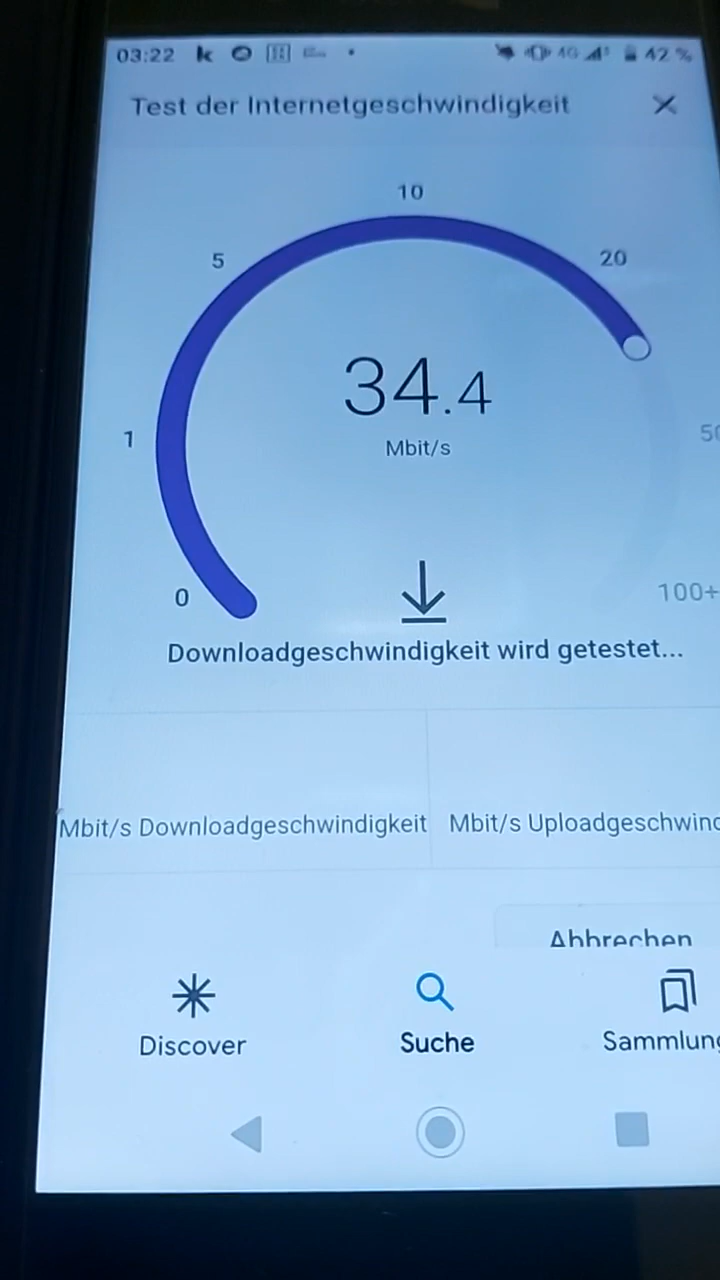 03:22 4G 42 %
Test der Internetgeschwindigkeit
10
5
20
34.4
1
50
Mbit/s
0
100+
Downloadgeschwindigkeit wird getestet...
Mbit/s Downloadgeschwindigkeit
Mbit/s Uploadgeschwind
Abbrechen
Discover
Suche
Sammlung